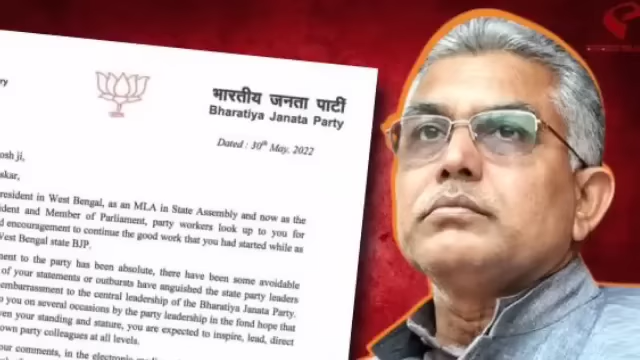 भारतीय जनता पार्टी
Bharatiya Janata Party
Dated : 30th May, 2022
osh ji,
skar,
resident in West Bengal, as an MLA in State Assembly and now as the
ident and Member of Parliament, party workers look up to you for
d encouragement to continue the good work that you had started while as
West Bengal state BJP.
ment to the party has been absolute, there have been some avoidable
of your statements or outbursts have anguished the state party leaders
embarrassment to the central leadership of the Bharatiya Janata Party.
o you on several occasions by the party leadership in the fond hope that
ven your standing and stature, you are expected to inspire, lead, direct
own party colleagues at all levels.
our comments, in the electronic